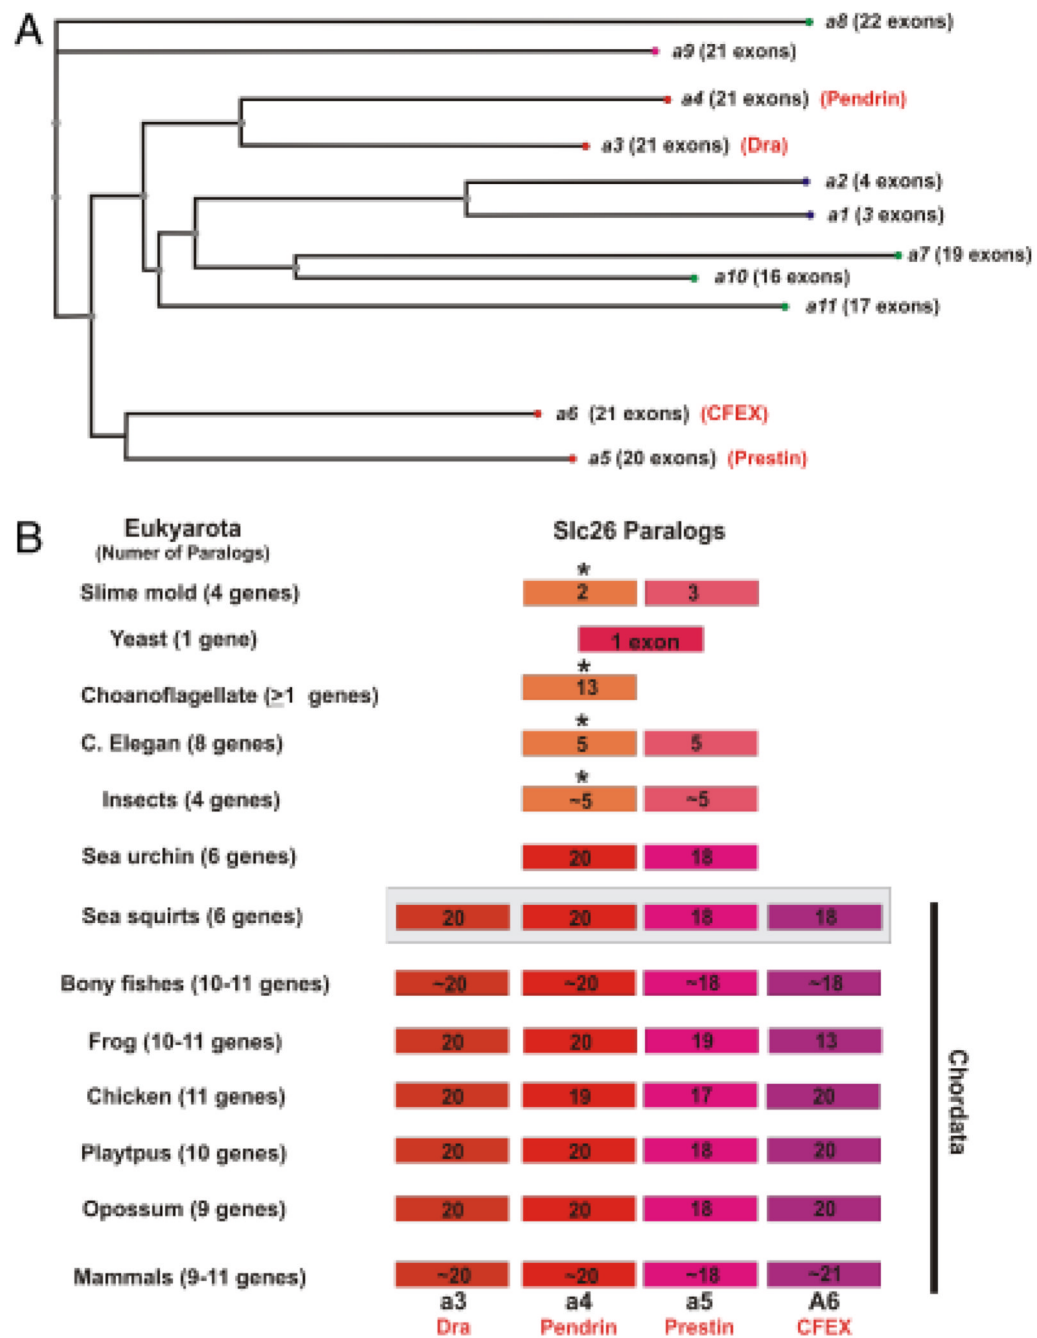 A
a8 (22 exons)
a9 (21 exons)
a4 (21 exons) (Pendrin)
a3 (21 exons) (Dra)
a2 (4 exons)
a1 (3 exons)
a7 (19 exons)
a10 (16 exons)
a11 (17 exons)
a6 (21 exons) (CFEX)
a5 (20 exons) (Prestin)
B
Eukyarota Slc26 Paralogs
(Numer of Paralogs)
*
Slime mold (4 genes) 2 3
Yeast (1 gene) 1 exon
*
Choanoflagellate (≥1 genes) 13
*
C. Elegan (8 genes) 5 5
*
Insects (4 genes) ~5 ~5
Sea urchin (6 genes) 20 18
Sea squirts (6 genes) 20 20 18 18
Bony fishes (10-11 genes) ~20 ~20 ~18 ~18
Frog (10-11 genes) 20 20 19 13
Chicken (11 genes) 20 19 17 20
Playtpus (10 genes) 20 20 18 20
Opossum (9 genes) 20 20 18 20
Mammals (9-11 genes) ~20 ~20 ~18 ~21
a3 a4 a5 A6
Dra Pendrin Prestin CFEX
Chordata